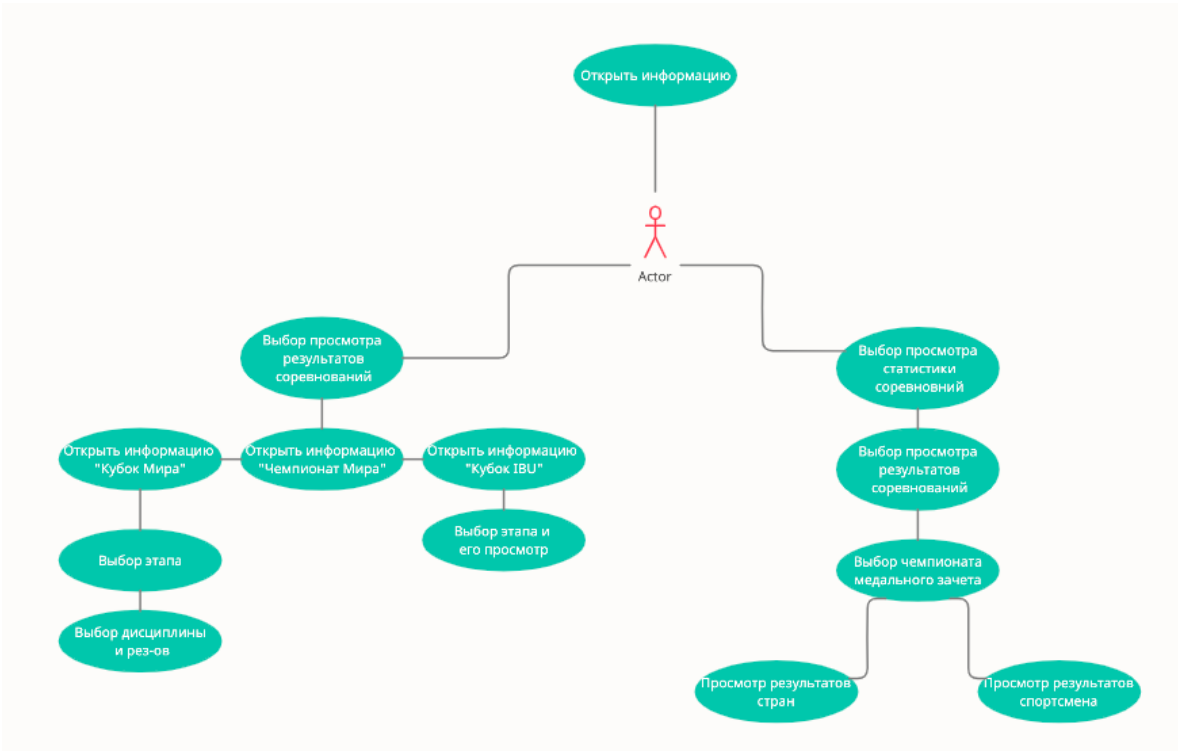 Открыть информацию
Actor
Выбор просмотра
результатов
соревнований
Открыть информацию
"Кубок Мира"
Открыть информацию
"Чемпионат Мира"
Открыть информацию
"Кубок IBU"
Выбор этапа
Выбор этапа и
его просмотр
Выбор дисциплины
и рез-ов
Выбор просмотра
статистики
соревновний
Выбор просмотра
результатов
соревнований
Выбор чемпионата
медального зачета
Просмотр результатов
стран
Просмотр результатов
спортсмена